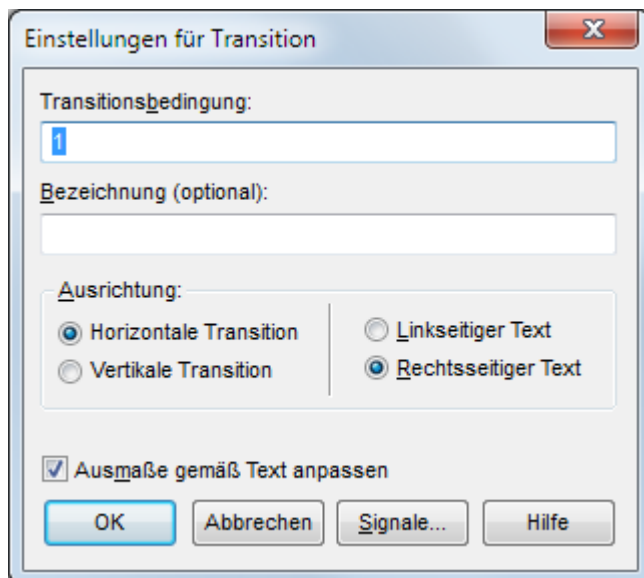 Einstellungen für Transition
Transitionsbedingung:
1
Bezeichnung (optional):
Ausrichtung:
Horizontale Transition
Linkseitiger Text
Vertikale Transition
Rechtsseitiger Text
Ausmaße gemäß Text anpassen
OK Abbrechen Signale... Hilfe